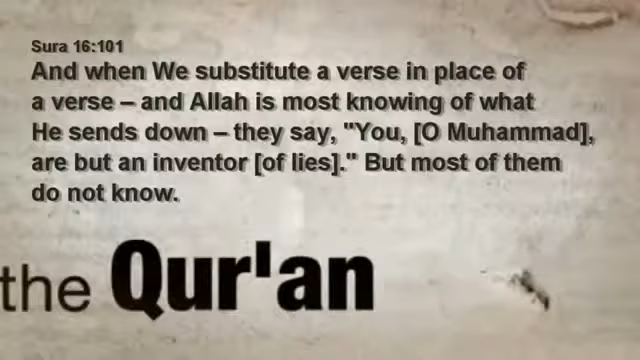 Sura 16:101
And when We substitute a verse in place of
a verse – and Allah is most knowing of what
He sends down – they say, "You, [O Muhammad],
are but an inventor [of lies]." But most of them
do not know.
the Qur'an